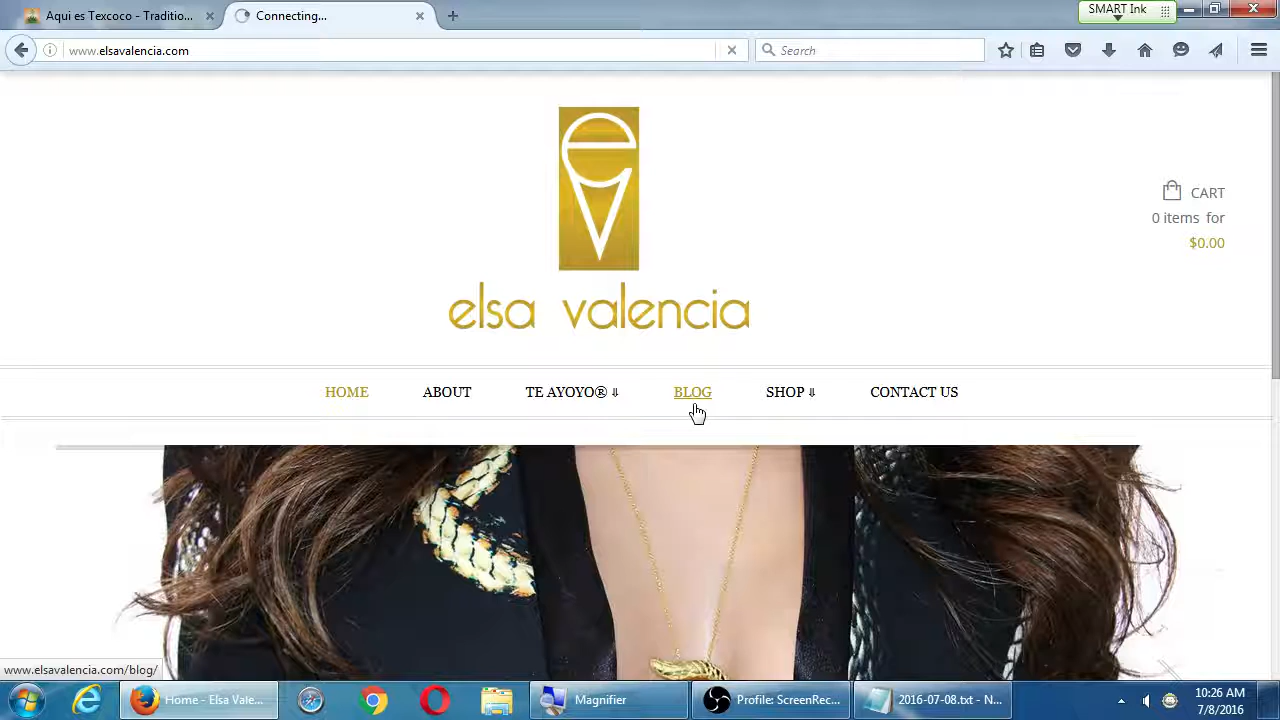 Aqui es Texcoco - Traditio...
Connecting...
SMART Ink
www.elsavalencia.com
Search
CART
0 items for
$0.00
ev
elsa valencia
HOME
ABOUT
TE AYOYO® ⇓
BLOG
SHOP ⇓
CONTACT US
www.elsavalencia.com/blog/
Home - Elsa Vale...
Magnifier
Profile: ScreenRec...
2016-07-08.txt - N...
10:26 AM
7/8/2016